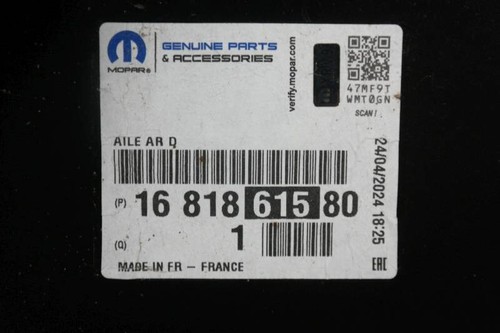 MOPAR®
GENUINE PARTS
& ACCESSORIES
verify.mopar.com
47MF9T
WMT0GN
SCAN!
AILE AR D
24/04/2024 18:25
(P) 16 818 615 80
(Q) 1
MADE IN FR - FRANCE
EAC